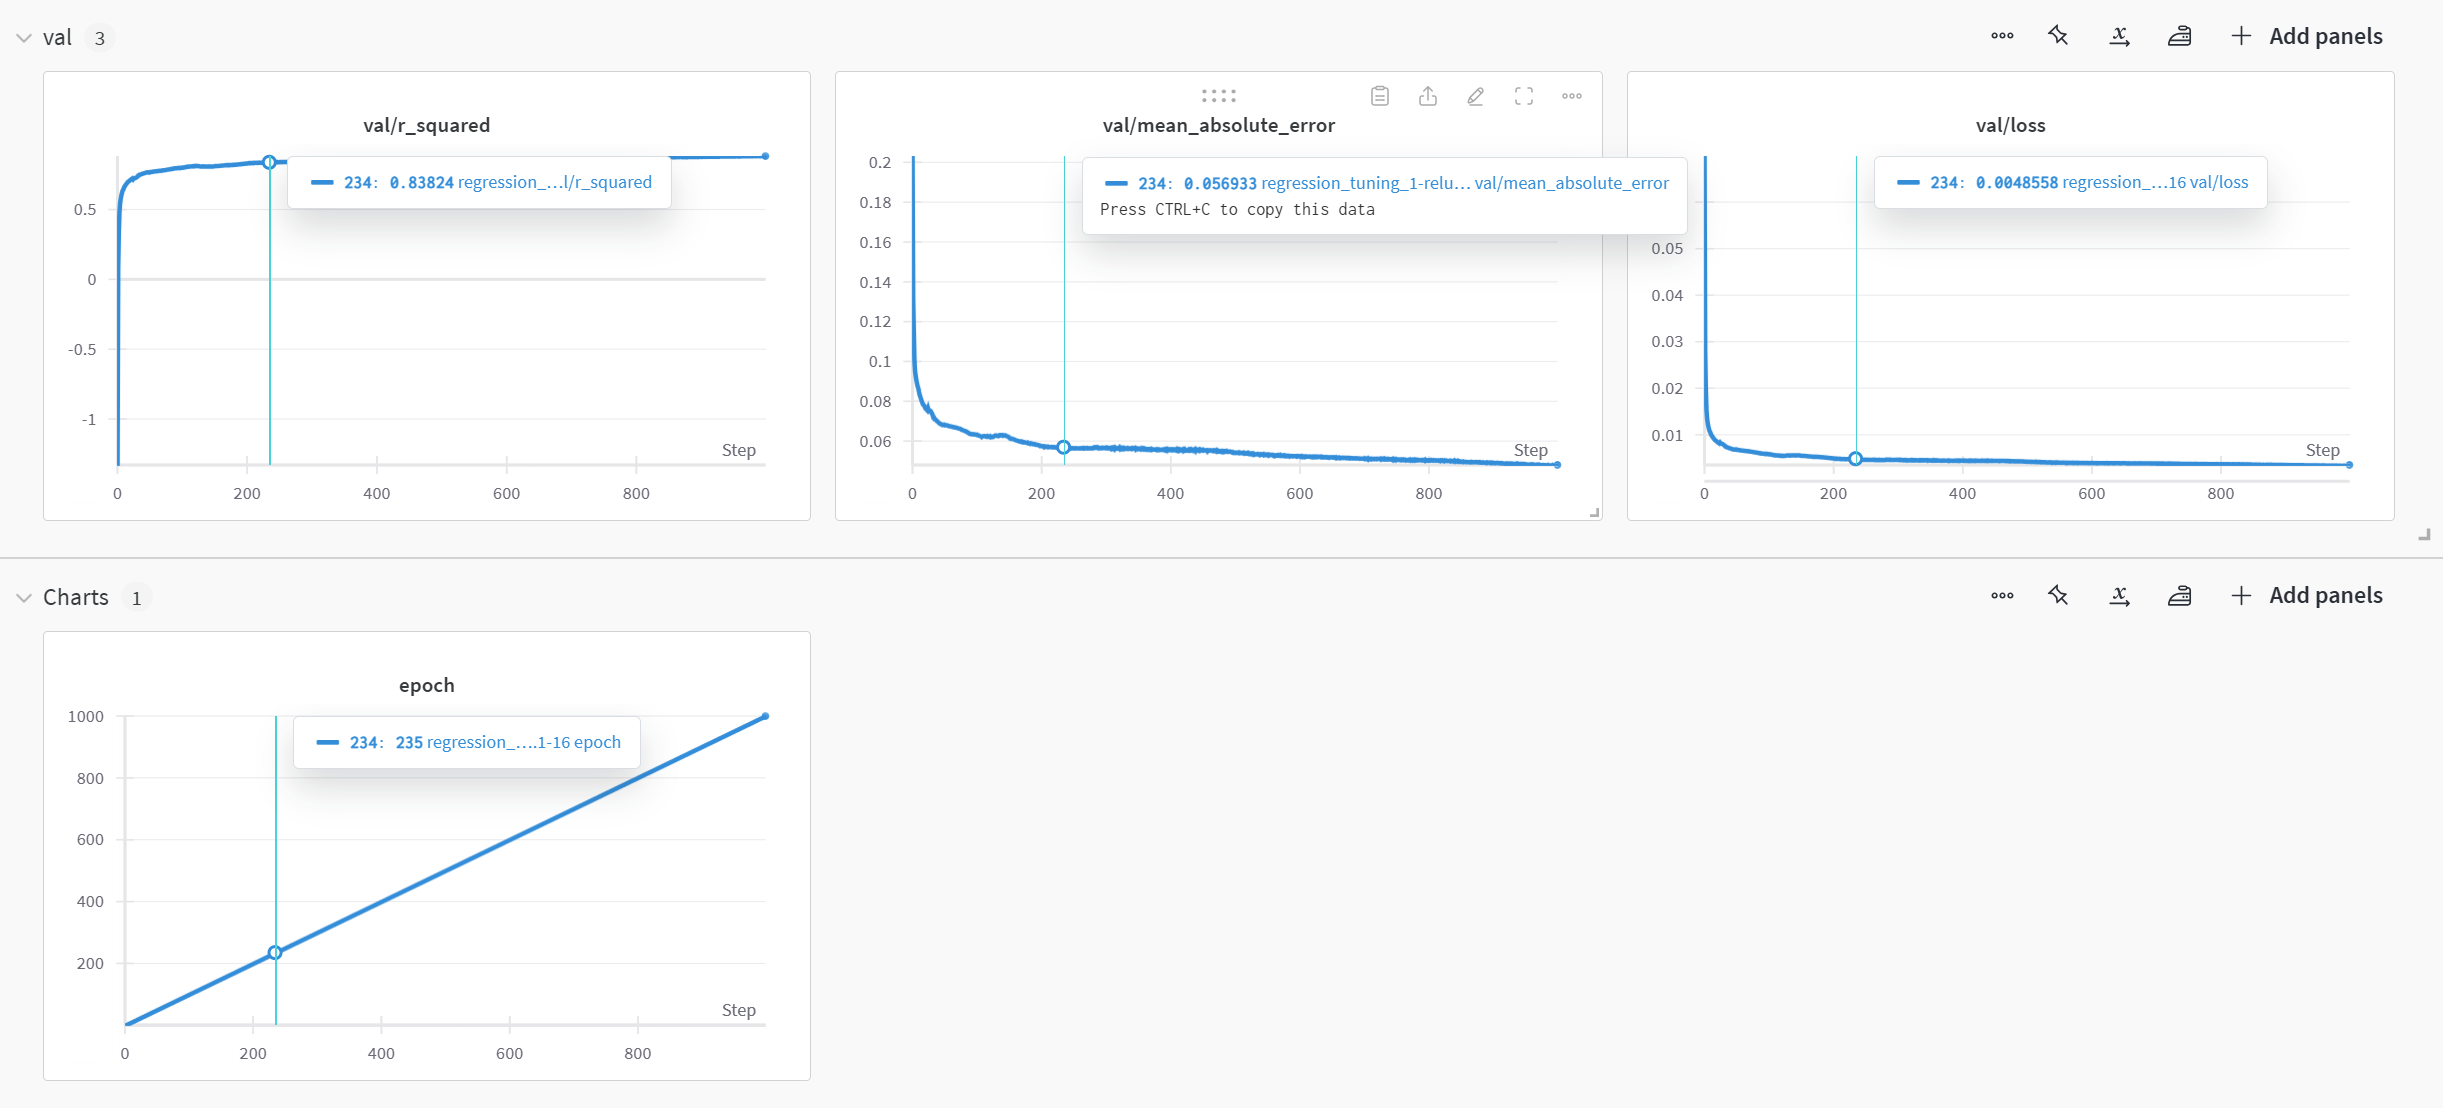 val 3
Add panels
val/r_squared
234: 0.83824 regression_...l/r_squared
0.5
0
-0.5
-1
Step
0 200 400 600 800
val/mean_absolute_error
234: 0.056933 regression_tuning_1-relu... val/mean_absolute_error
Press CTRL+C to copy this data
0.2
0.18
0.16
0.14
0.12
0.1
0.08
0.06
Step
0 200 400 600 800
val/loss
234: 0.0048558 regression_...16 val/loss
0.05
0.04
0.03
0.02
0.01
Step
0 200 400 600 800
Charts 1
Add panels
epoch
234: 235 regression_....1-16 epoch
1000
800
600
400
200
Step
0 200 400 600 800